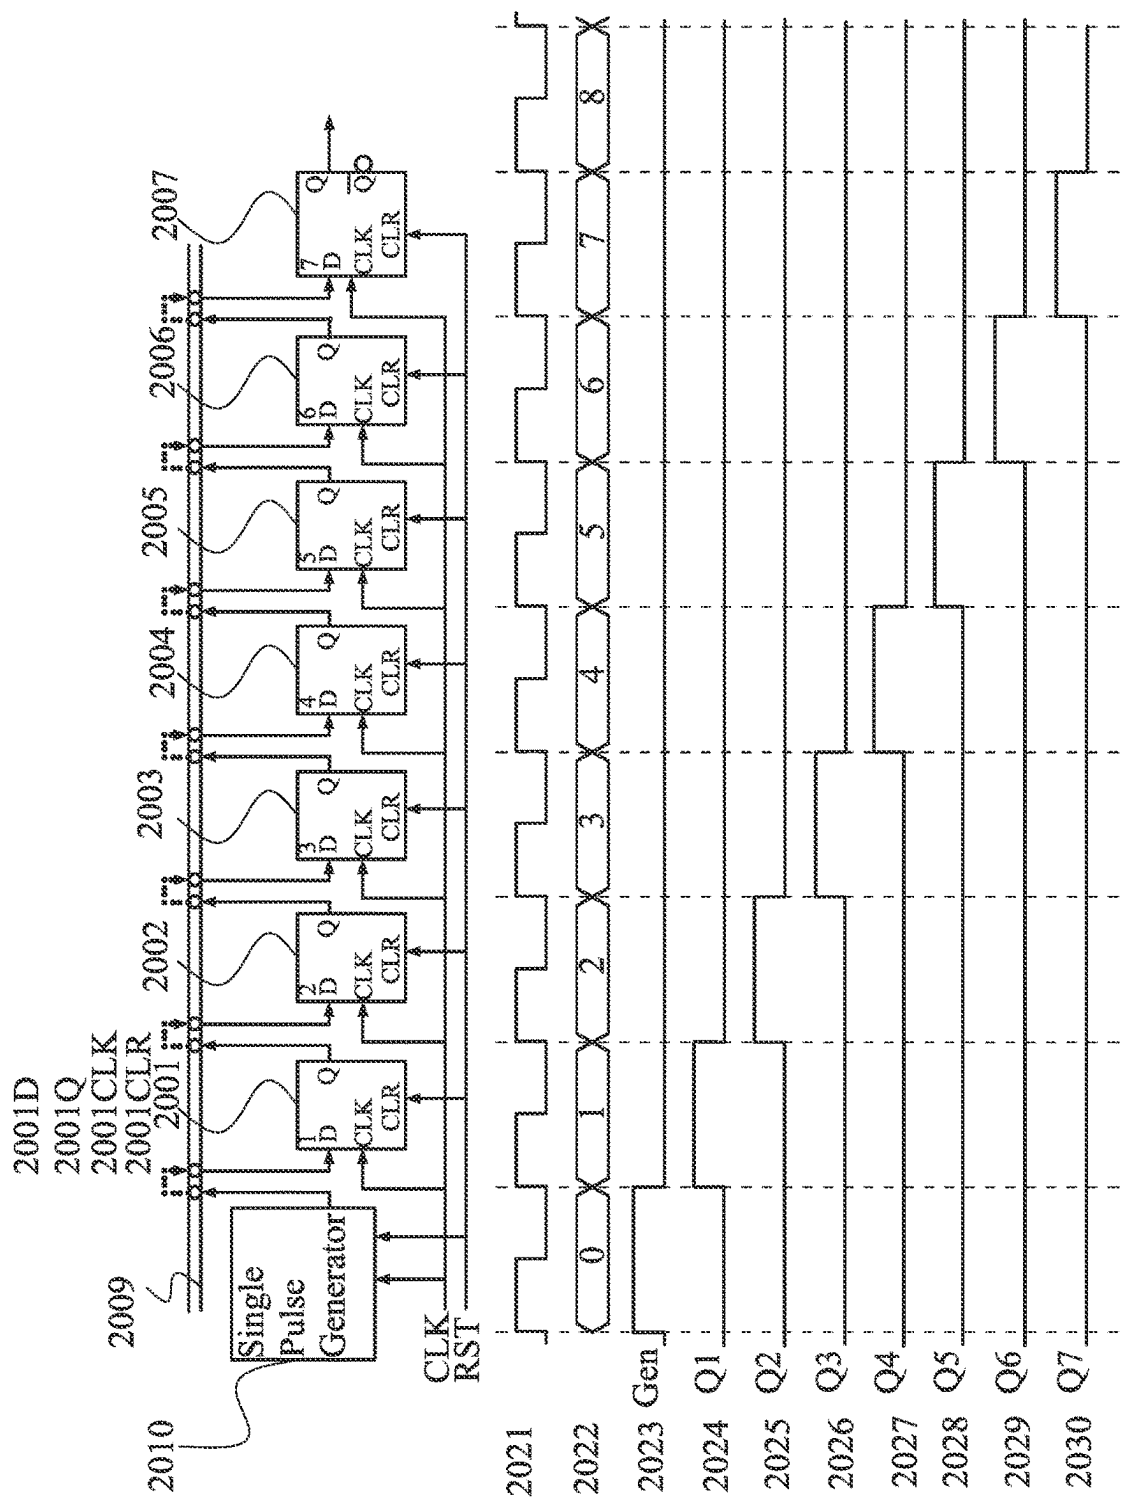 2001D
2001Q
2001CLK
2001CLR
2009
2001
2002
2003
2004
2005
2006
2007
2010
Single
Pulse
Generator
1
D
Q
CLK
CLR
2
D
Q
CLK
CLR
3
D
Q
CLK
CLR
4
D
Q
CLK
CLR
5
D
Q
CLK
CLR
6
D
Q
CLK
CLR
7
D
Q
Q
CLK
CLR
CLK
RST
2021
2022 0 1 2 3 4 5 6 7 8
2023 Gen
2024 Q1
2025 Q2
2026 Q3
2027 Q4
2028 Q5
2029 Q6
2030 Q7